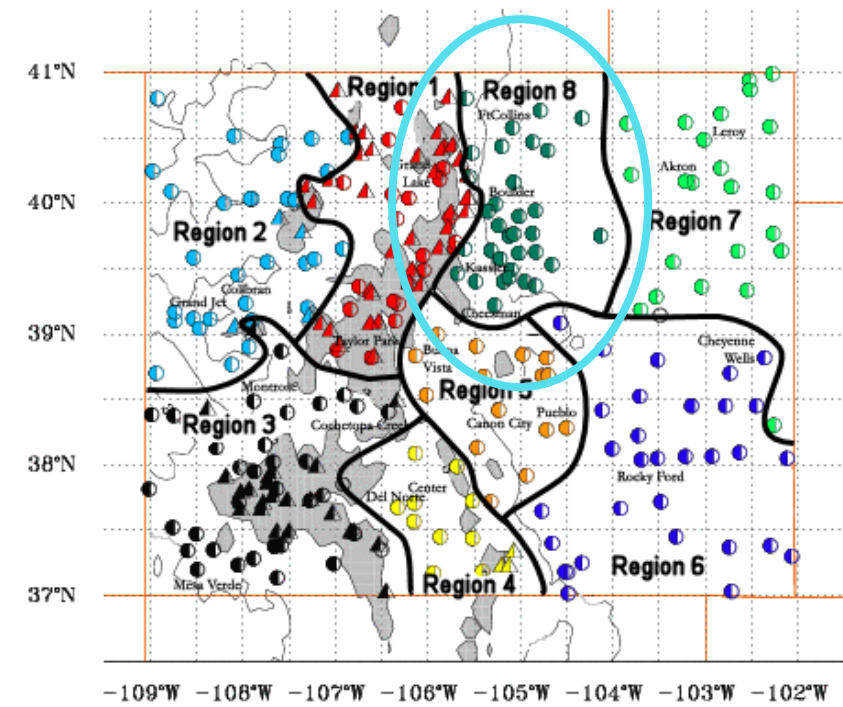 41°N
Region 1
Region 8
FtCollins
Leroy
Grand
Lake
Akron
40°N
Boulder
Region 2
Region 7
Kassler
Collbran
Grand Jct
Cheesman
39°N
Taylor Park
Buena
Vista
Cheyenne
Wells
Montrose
Region 5
Region 3
Cochetopa Creek
Canon City
Pueblo
38°N
Rocky Ford
Del Norte
Center
Region 6
Mesa Verde
Region 4
37°N
-109°W -108°W -107°W -106°W -105°W -104°W -103°W -102°W